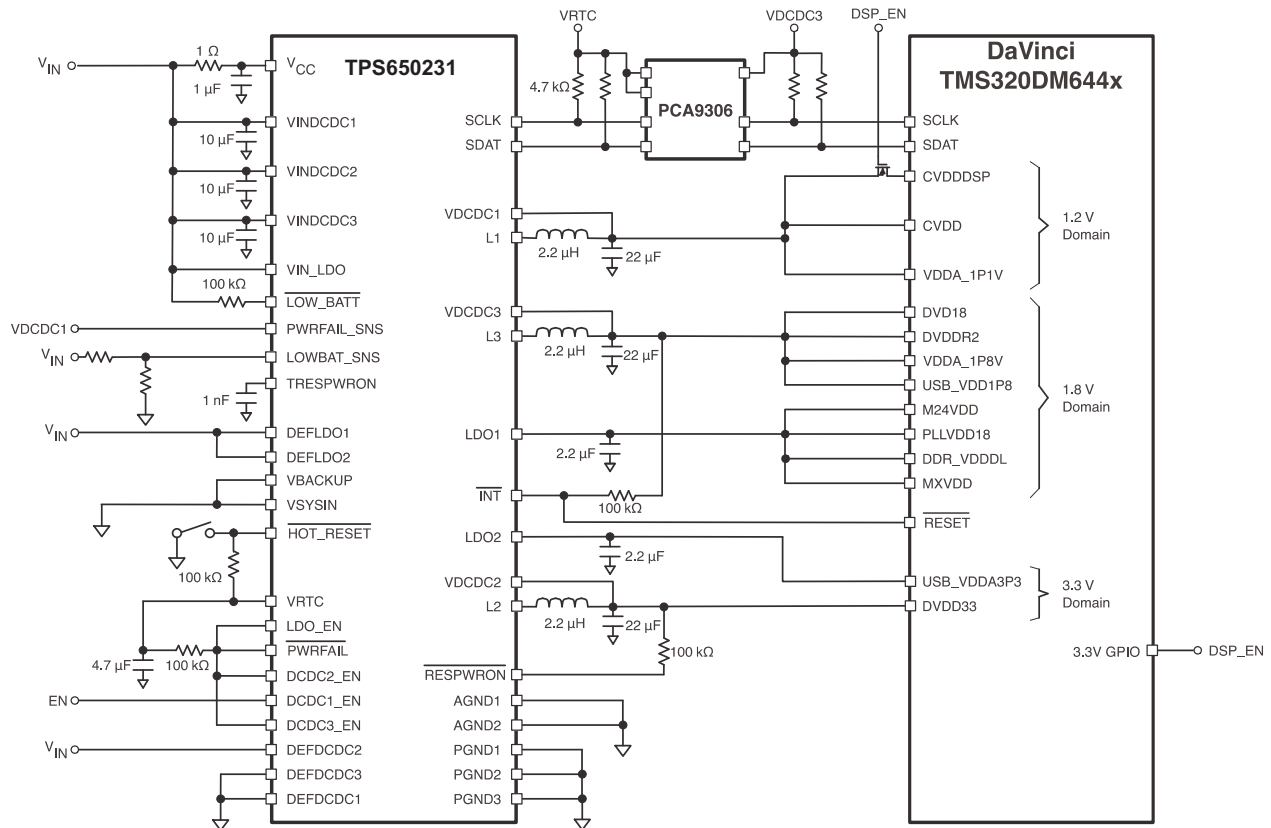 VRTC
VDCDC3
DSP_EN
1 Ω
VIN
VCC
1 µF
TPS650231
4.7 kΩ
PCA9306
DaVinci
TMS320DM644x
VINDCDC1
10 µF
SCLK
SDAT
SCLK
SDAT
VINDCDC2
10 µF
CVDDDSP
VINDCDC3
10 µF
VDCDC1
L1
2.2 µH
22 µF
CVDD
1.2 V
Domain
VIN_LDO
VDDA_1P1V
100 kΩ
LOW_BATT
VDCDC1
PWRFAIL_SNS
VDCDC3
L3
2.2 µH
22 µF
DVD18
DVDDR2
VIN
LOWBAT_SNS
VDDA_1P8V
TRESPWRON
1 nF
USB_VDD1P8
1.8 V
Domain
M24VDD
VIN
DEFLDO1
LDO1
2.2 µF
PLLVDD18
DEFLDO2
DDR_VDDDL
VBACKUP
MXVDD
VSYSIN
INT
100 kΩ
RESET
HOT_RESET
LDO2
2.2 µF
100 kΩ
VDCDC2
USB_VDDA3P3
3.3 V
Domain
VRTC
L2
2.2 µH
22 µF
DVDD33
LDO_EN
4.7 µF
100 kΩ
PWRFAIL
100 kΩ
3.3V GPIO
DSP_EN
DCDC2_EN
RESPWRON
EN
DCDC1_EN
AGND1
DCDC3_EN
AGND2
VIN
DEFDCDC2
PGND1
DEFDCDC3
PGND2
DEFDCDC1
PGND3